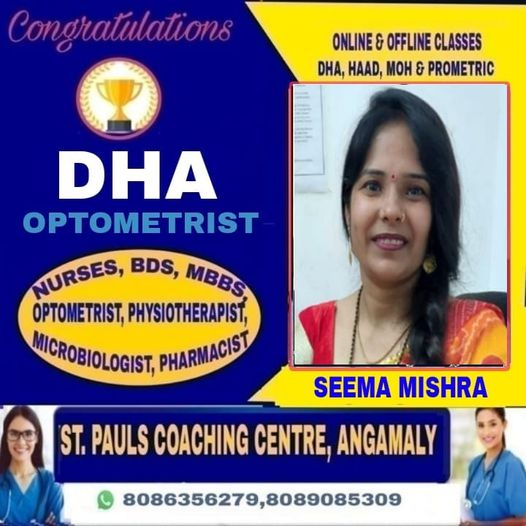 Congratulations
ONLINE & OFFLINE CLASSES
DHA, HAAD, MOH & PROMETRIC
DHA
OPTOMETRIST
NURSES, BDS, MBBS,
OPTOMETRIST, PHYSIOTHERAPIST,
MICROBIOLOGIST, PHARMACIST
SEEMA MISHRA
ST. PAULS COACHING CENTRE, ANGAMALY
8086356279,8089085309